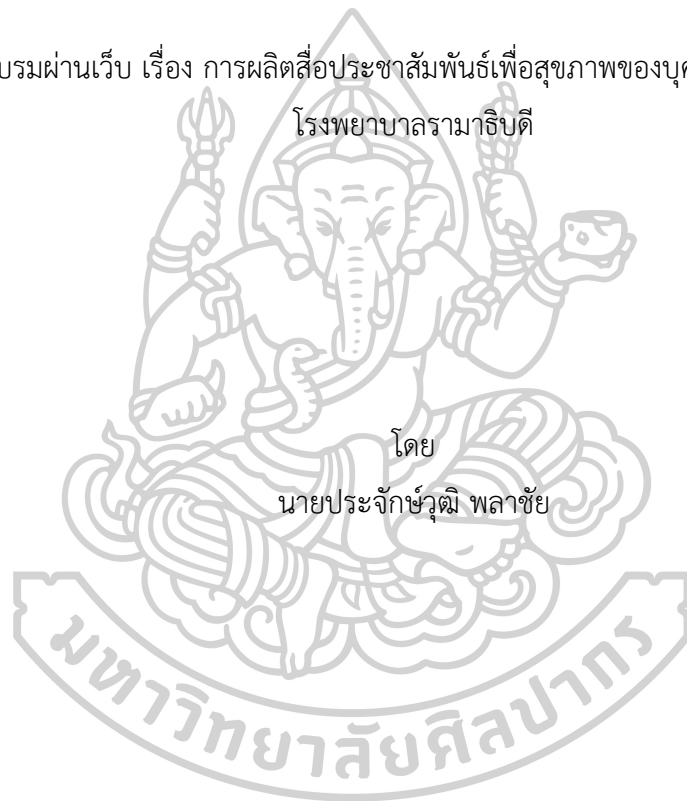 บรมผ่านเว็บ เรื่อง การผลิตสื่อประชาสัมพันธ์เพื่อสุขภาพของบุค
โรงพยาบาลรามาธิบดี
โดย
นายประจักษ์วุฒิ พลาชัย
มหาวิทยาลัยศิลปากร